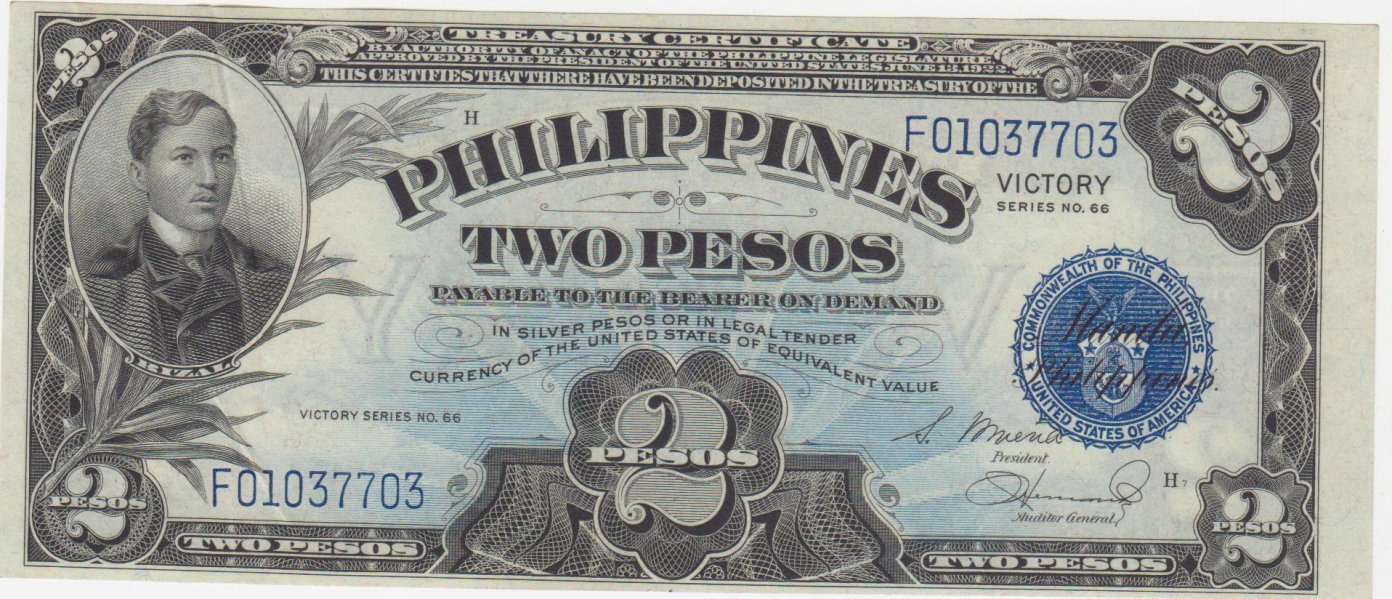 2 PESOS
TREASURY CERTIFICATE
BY AUTHORITY OF AN ACT OF THE PHILIPPINE LEGISLATURE
APPROVED BY THE PRESIDENT OF THE UNITED STATES, JUNE 13, 1922
THIS CERTIFIES THAT THERE HAVE BEEN DEPOSITED IN THE TREASURY OF THE
2 PESOS
H
F01037703
PHILIPPINES
VICTORY
SERIES NO. 66
TWO PESOS
PAYABLE TO THE BEARER ON DEMAND
IN SILVER PESOS OR IN LEGAL TENDER
CURRENCY OF THE UNITED STATES OF EQUIVALENT VALUE
COMMONWEALTH OF THE PHILIPPINES
UNITED STATES OF AMERICA
Manila
Philippines.
RIZAL
VICTORY SERIES NO. 66
2 PESOS
President.
F01037703
H7
Auditor General,
2 PESOS
2 PESOS
TWO PESOS
TWO PESOS